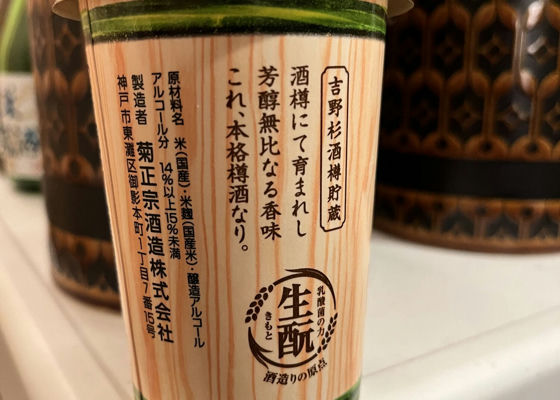 吉野杉酒樽貯蔵
酒樽にて育まれし
芳醇無比なる香味
これ、本格樽酒なり。
原材料名 米(国産)・米麹(国産米)・醸造アルコール
アルコール分 14%以上15%未満
製造者 菊正宗酒造株式会社
神戸市東灘区御影本町1丁目7番15号
乳酸菌の力
生酛
きもと
酒造りの原点